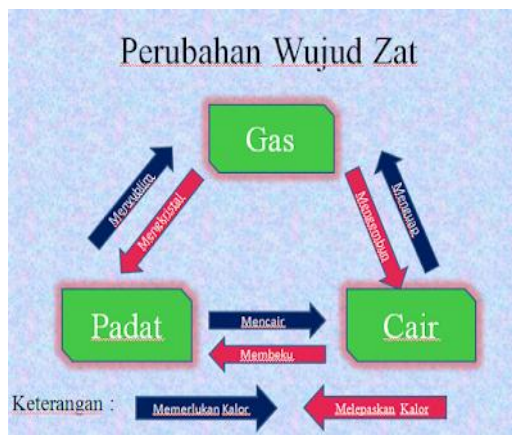 Perubahan Wujud Zat
Gas
Menyublim
Mengkristal
Mengembun
Menguap
Padat
Mencair
Membeku
Cair
Keterangan :
Memerlukan Kalor
Melepaskan Kalor